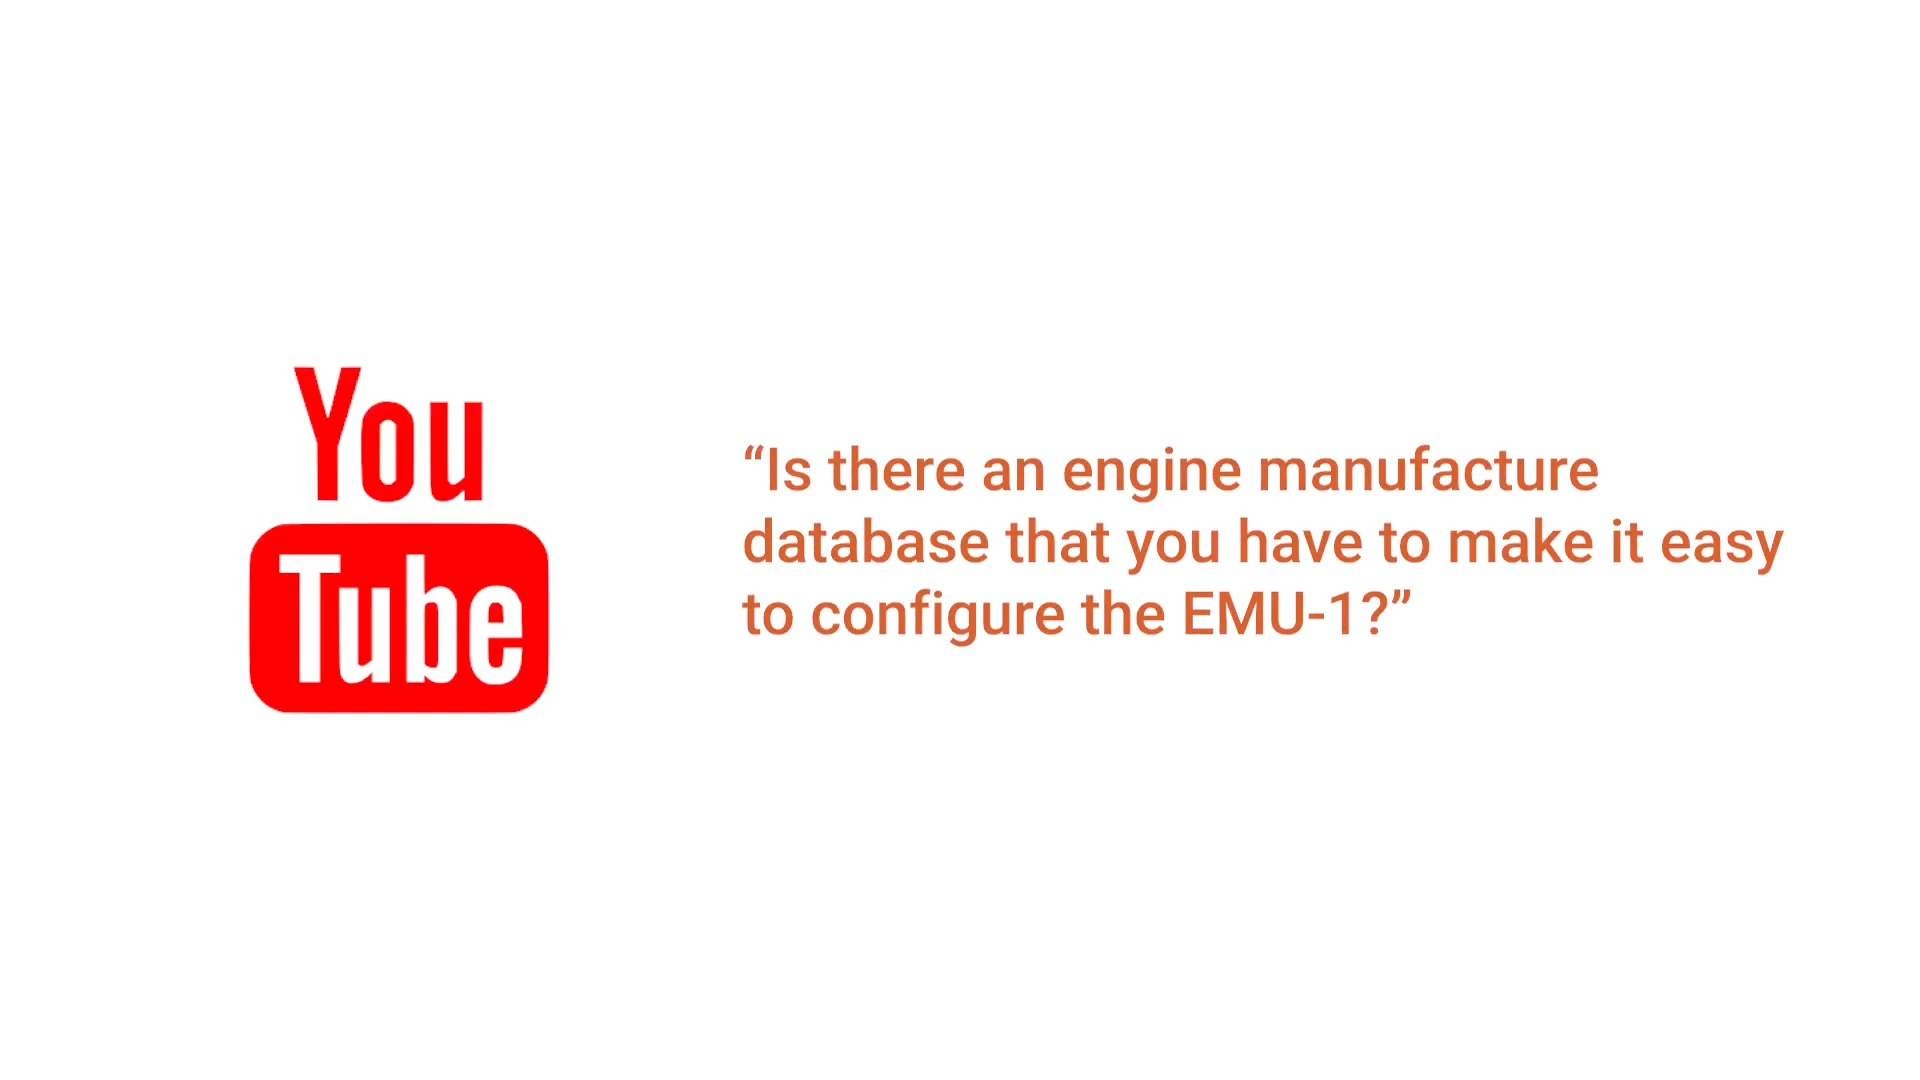 You
Tube
“Is there an engine manufacture
database that you have to make it easy
to configure the EMU-1?”